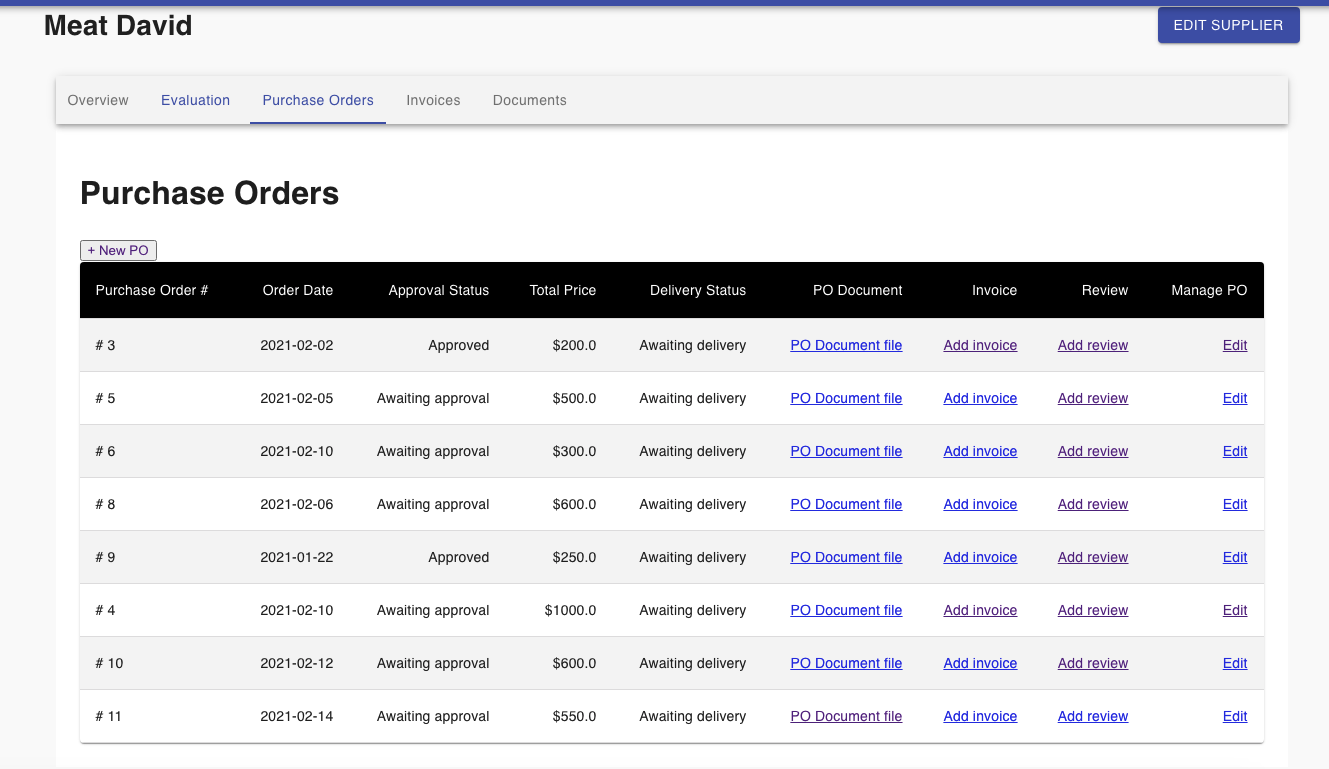 Meat David EDIT SUPPLIER
Overview Evaluation Purchase Orders Invoices Documents
Purchase Orders
+ New PO
Purchase Order # Order Date Approval Status Total Price Delivery Status PO Document Invoice Review Manage PO
# 3 2021-02-02 Approved $200.0 Awaiting delivery PO Document file Add invoice Add review Edit
# 5 2021-02-05 Awaiting approval $500.0 Awaiting delivery PO Document file Add invoice Add review Edit
# 6 2021-02-10 Awaiting approval $300.0 Awaiting delivery PO Document file Add invoice Add review Edit
# 8 2021-02-06 Awaiting approval $600.0 Awaiting delivery PO Document file Add invoice Add review Edit
# 9 2021-01-22 Approved $250.0 Awaiting delivery PO Document file Add invoice Add review Edit
# 4 2021-02-10 Awaiting approval $1000.0 Awaiting delivery PO Document file Add invoice Add review Edit
# 10 2021-02-12 Awaiting approval $600.0 Awaiting delivery PO Document file Add invoice Add review Edit
# 11 2021-02-14 Awaiting approval $550.0 Awaiting delivery PO Document file Add invoice Add review Edit